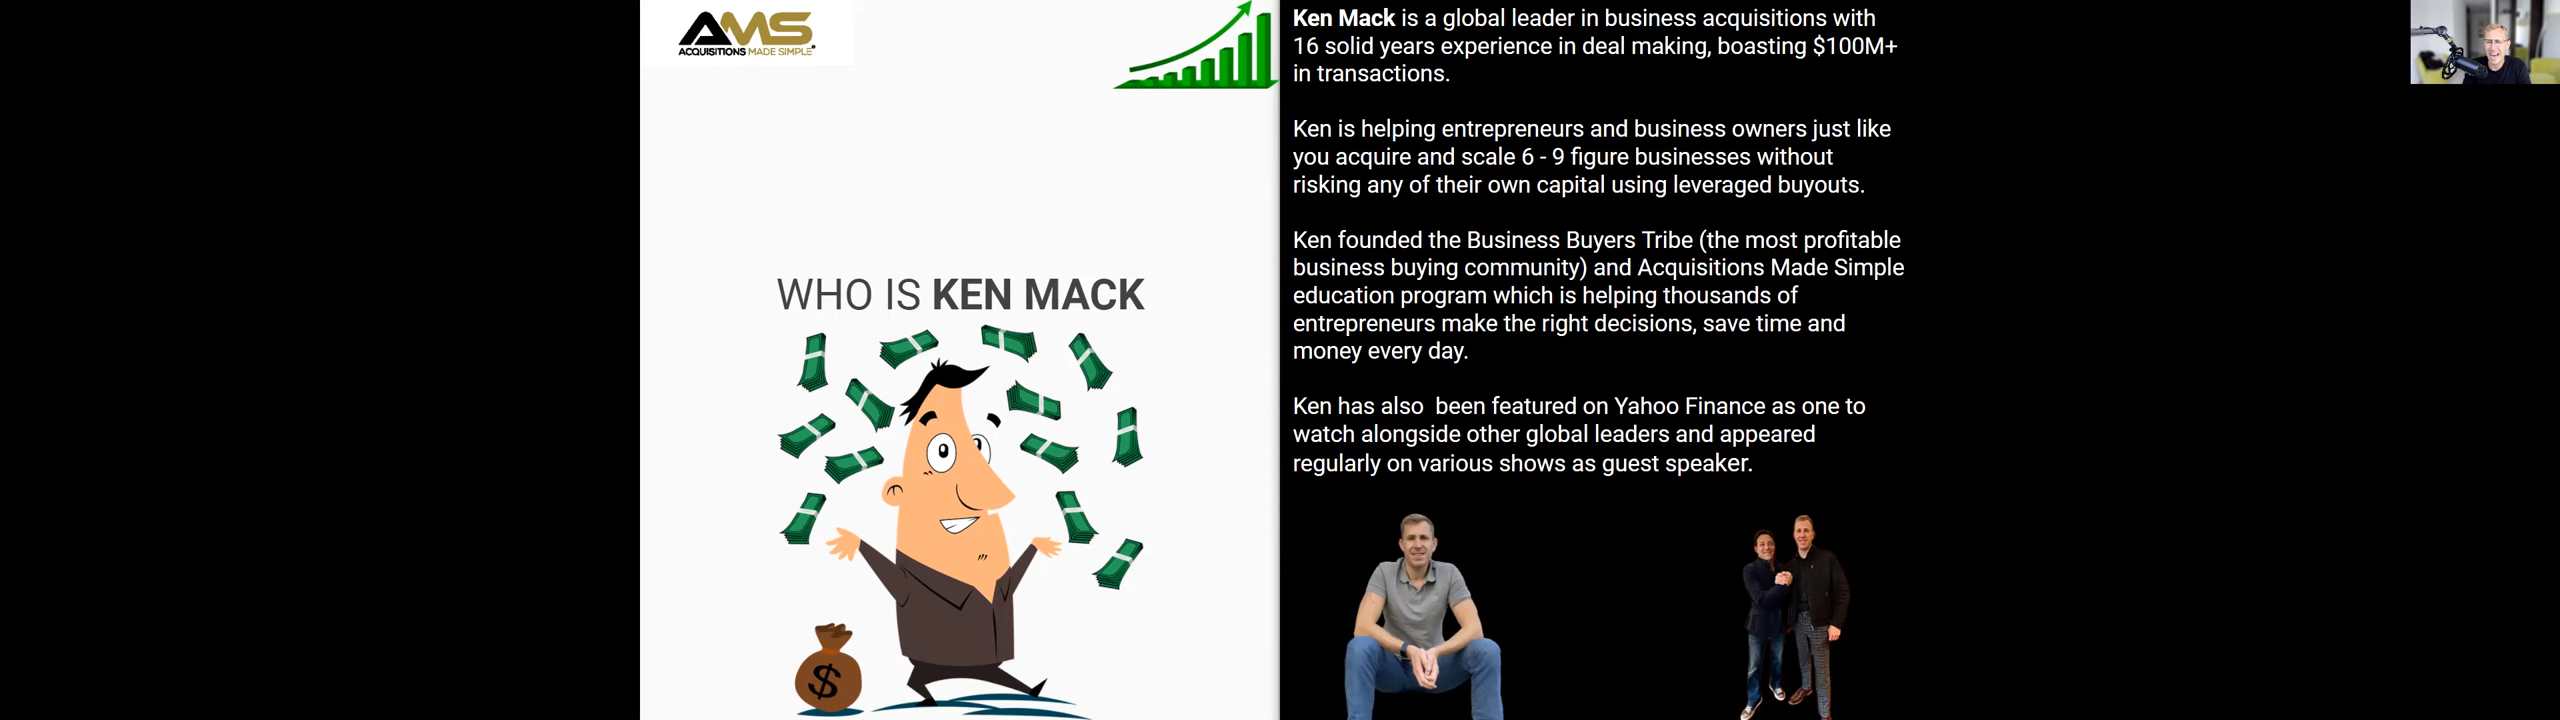 AMS
ACQUISITIONS MADE SIMPLE
WHO IS KEN MACK
$
Ken Mack is a global leader in business acquisitions with
16 solid years experience in deal making, boasting $100M+
in transactions.
Ken is helping entrepreneurs and business owners just like
you acquire and scale 6 - 9 figure businesses without
risking any of their own capital using leveraged buyouts.
Ken founded the Business Buyers Tribe (the most profitable
business buying community) and Acquisitions Made Simple
education program which is helping thousands of
entrepreneurs make the right decisions, save time and
money every day.
Ken has also  been featured on Yahoo Finance as one to
watch alongside other global leaders and appeared
regularly on various shows as guest speaker.